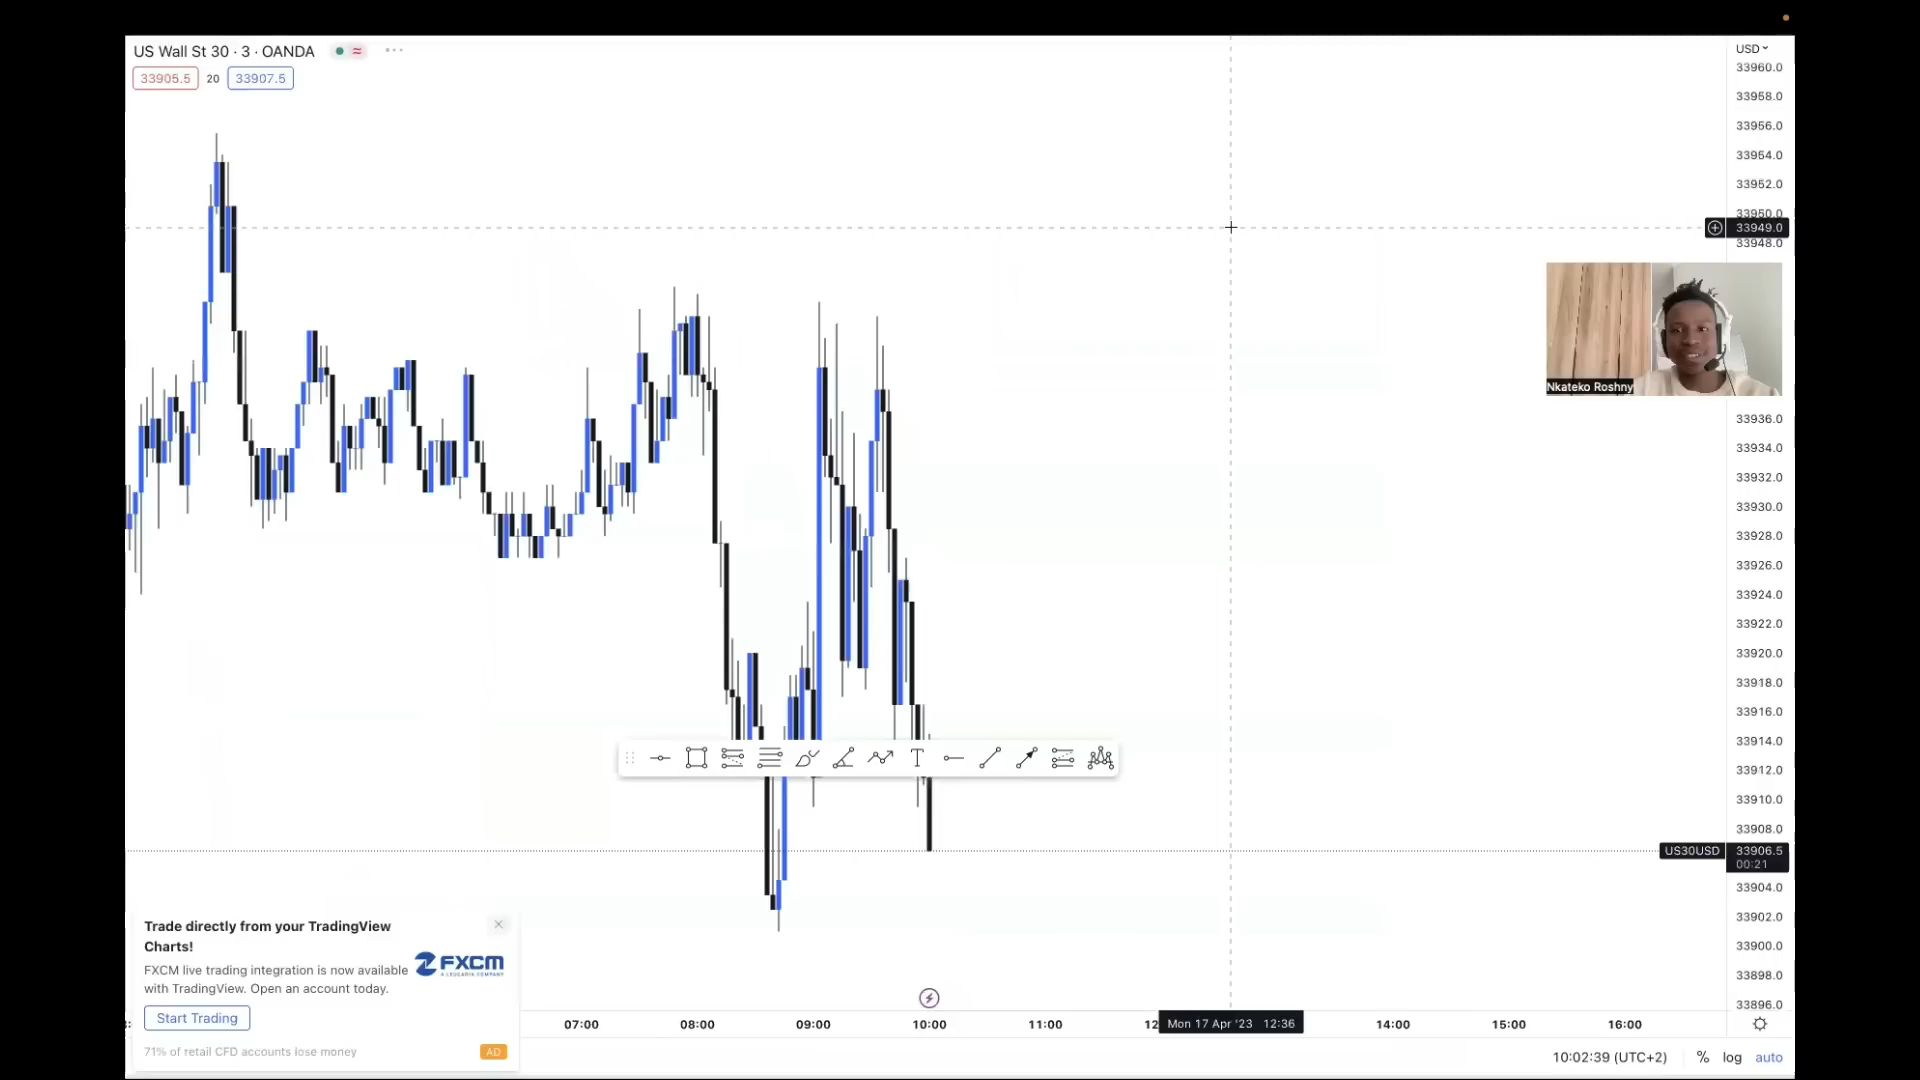 US Wall St 30 · 3 · OANDA
33905.5 20 33907.5
USD
33960.0
33958.0
33956.0
33954.0
33952.0
33950.0
33949.0
33948.0
Nkateko Roshny
33936.0
33934.0
33932.0
33930.0
33928.0
33926.0
33924.0
33922.0
33920.0
33918.0
33916.0
33914.0
33912.0
33910.0
33908.0
US30USD 33906.5
00:21
33904.0
33902.0
33900.0
33898.0
33896.0
Trade directly from your TradingView
Charts!
FXCM
A LEUCADIA COMPANY
FXCM live trading integration is now available
with TradingView. Open an account today.
Start Trading
71% of retail CFD accounts lose money
AD
07:00 08:00 09:00 10:00 11:00 Mon 17 Apr '23 12:36 14:00 15:00 16:00
10:02:39 (UTC+2) % log auto